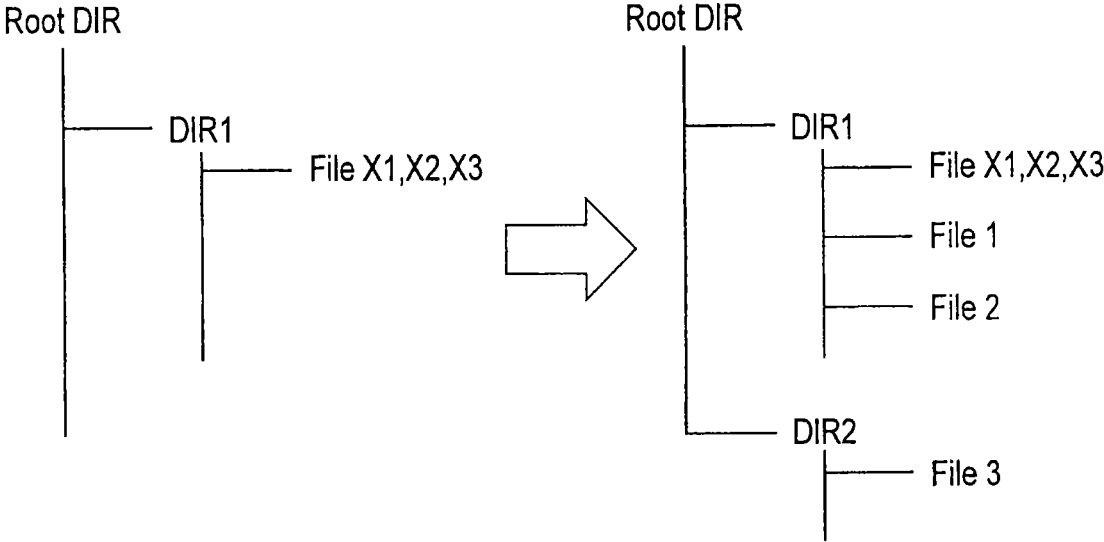 Root DIR
DIR1
File X1,X2,X3
Root DIR
DIR1
File X1,X2,X3
File 1
File 2
DIR2
File 3